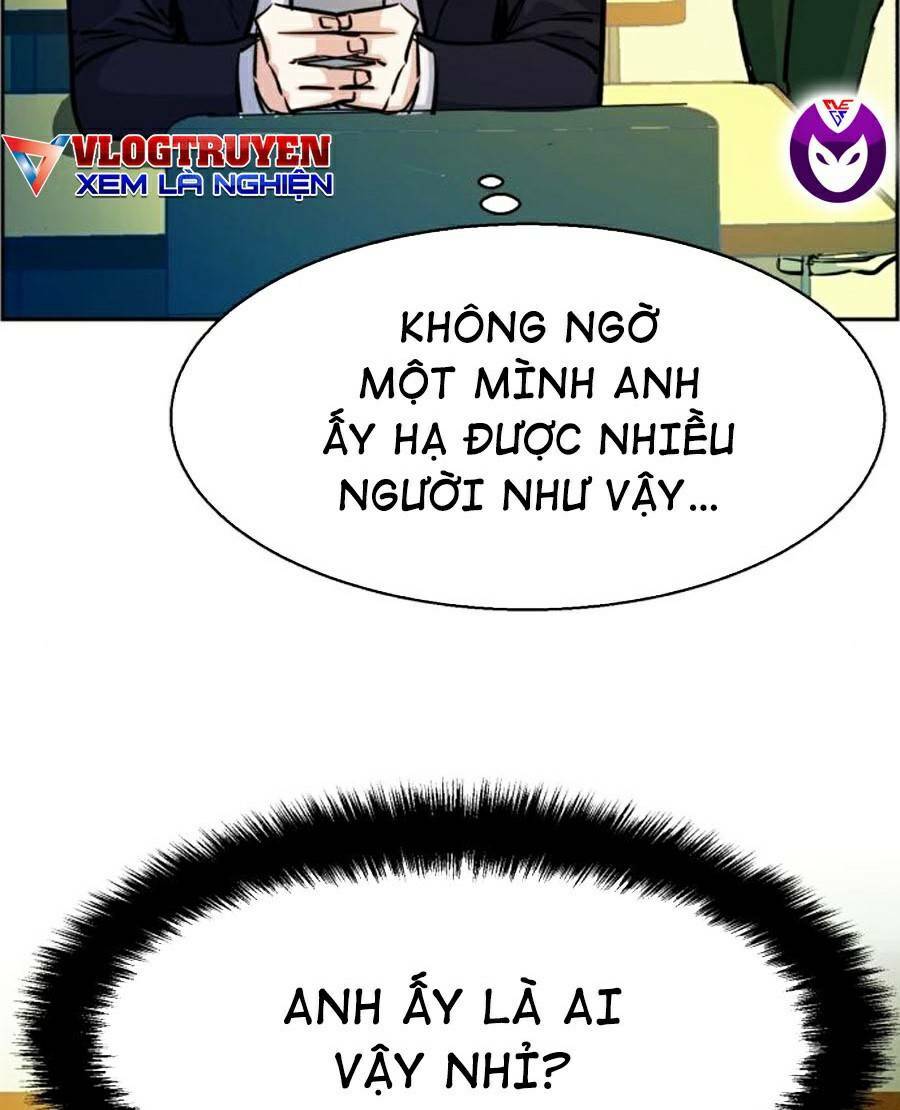 VLOGTRUYEN
XEM LÀ NGHIỆN
KHÔNG NGỜ
MỘT MÌNH ANH
ẤY HẠ ĐƯỢC NHIỀU
NGƯỜI NHƯ VẬY...
ANH ẤY LÀ AI
VẬY NHỈ?